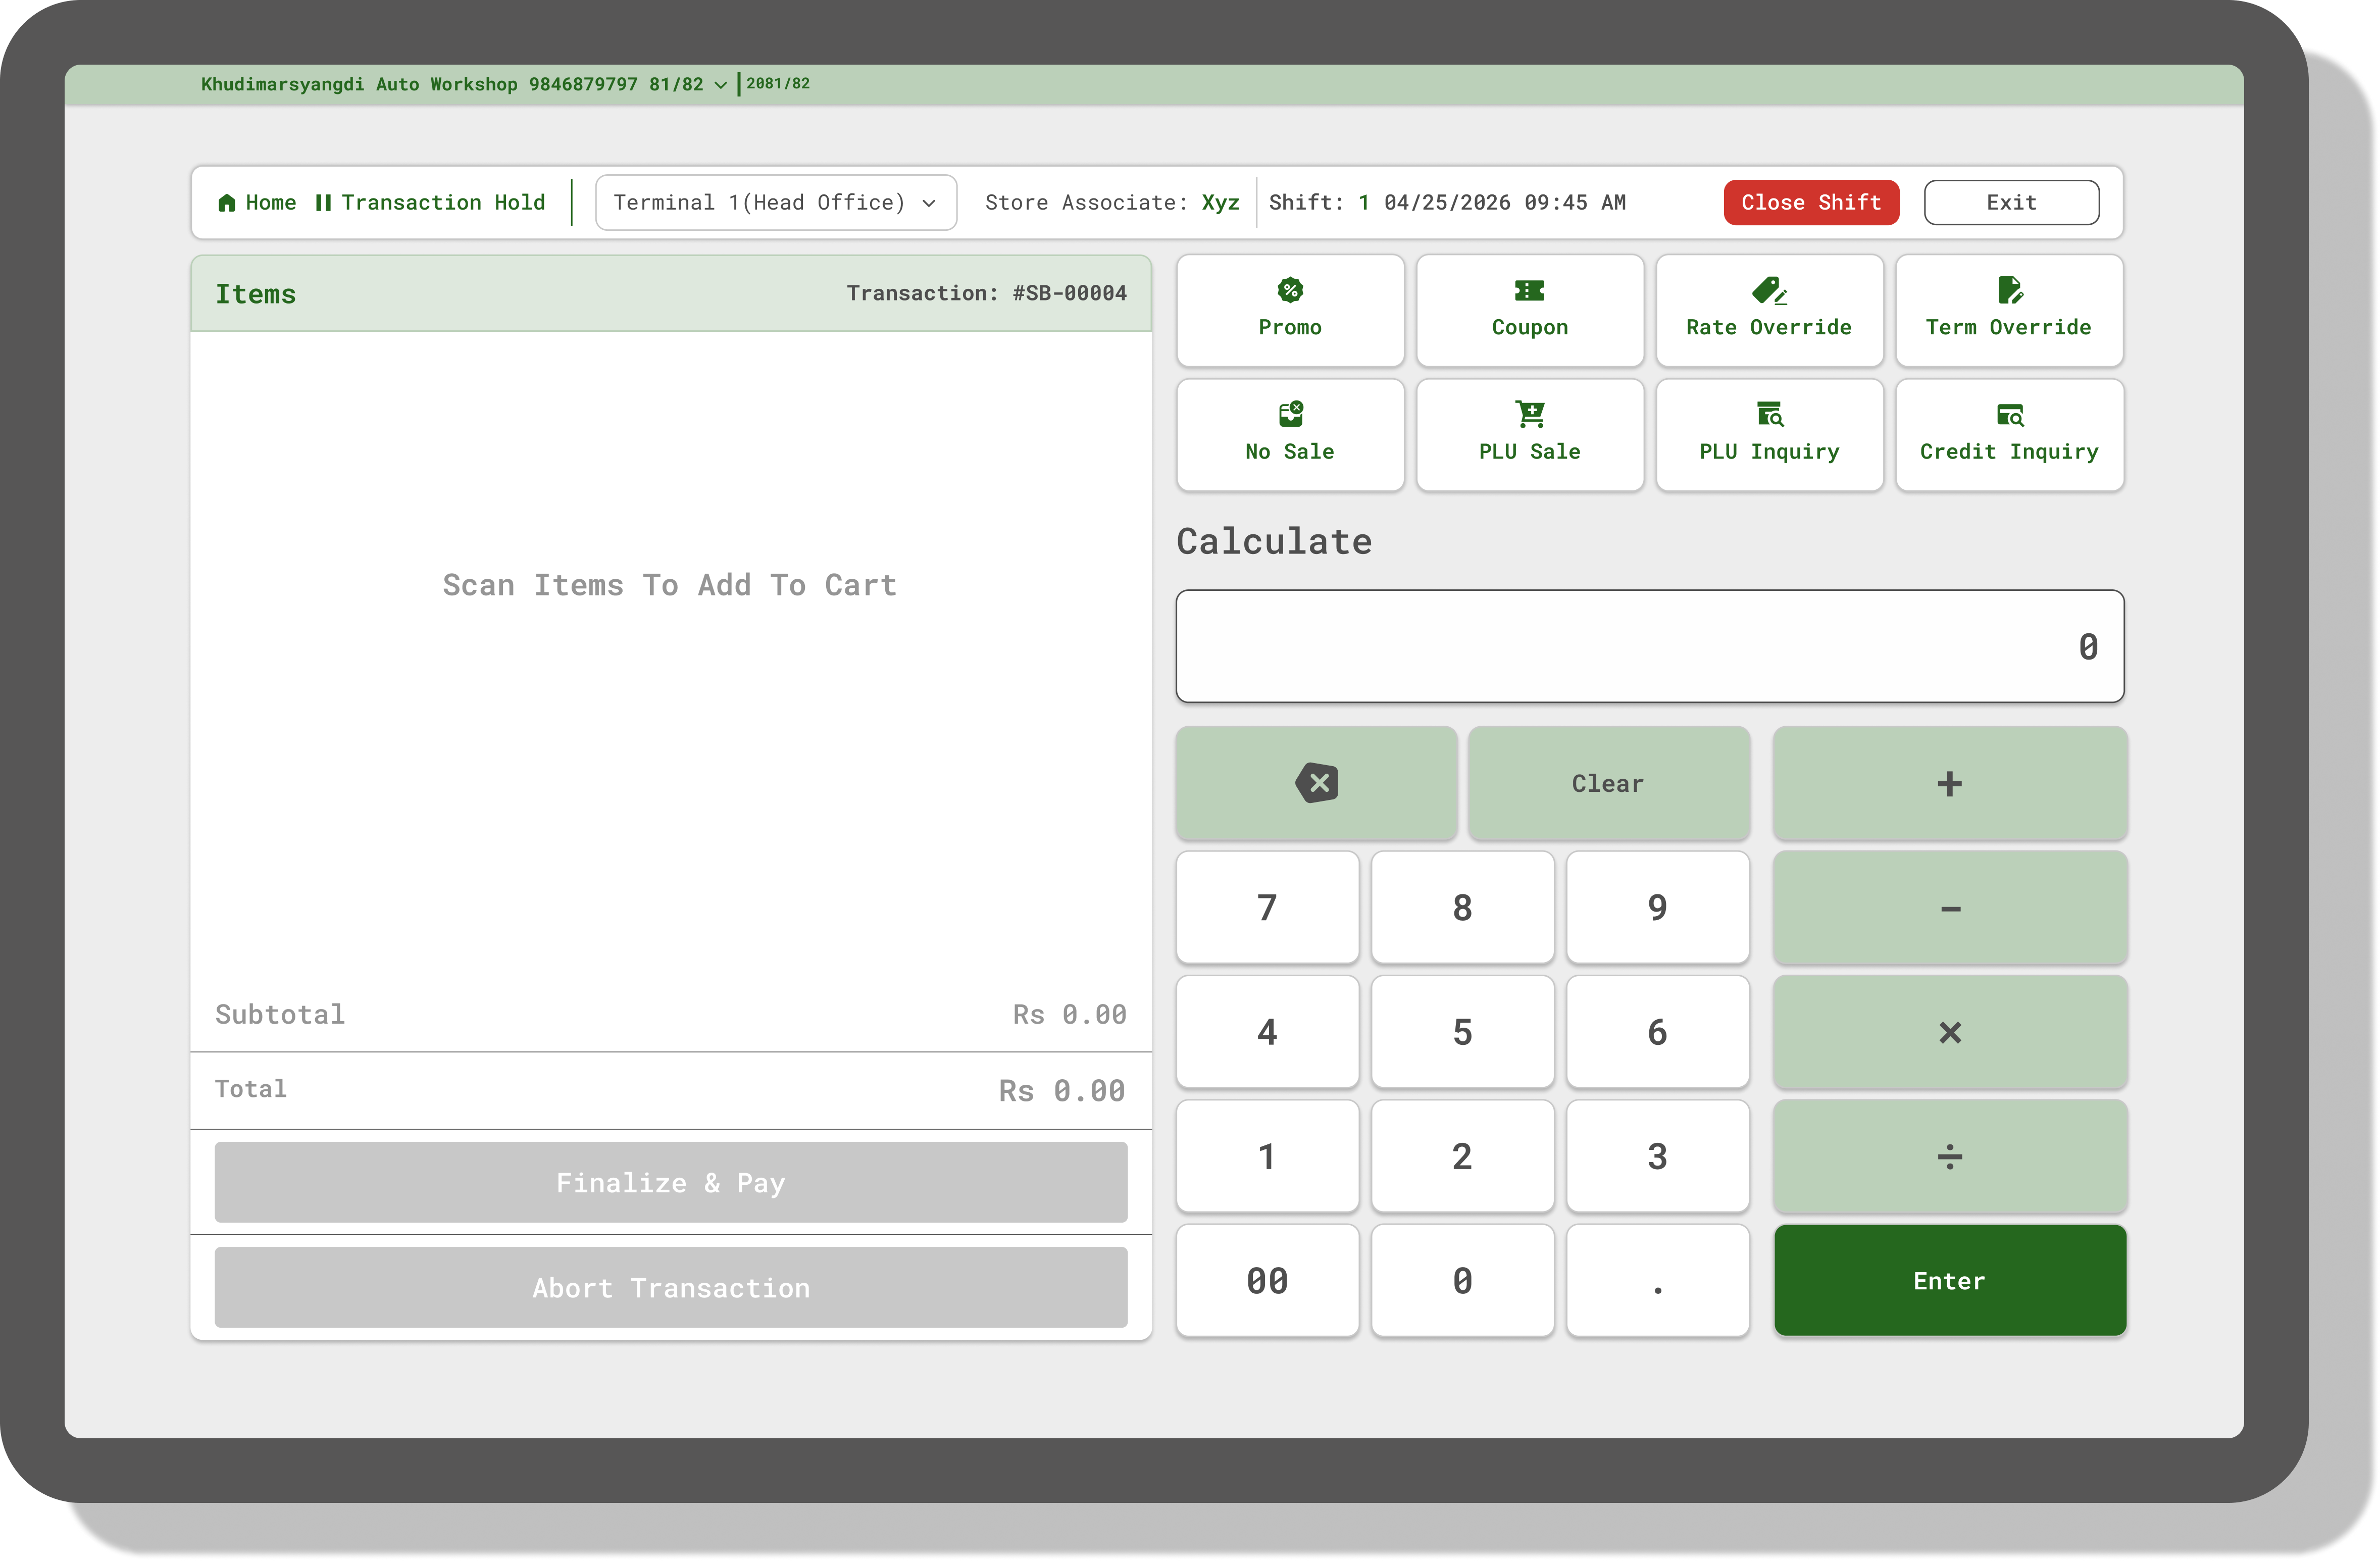 Khudimarsyangdi Auto Workshop 9846879797 81/82 2081/82
Home Transaction Hold Terminal 1(Head Office) Store Associate: Xyz Shift: 1 04/25/2026 09:45 AM Close Shift Exit
Items Transaction: #SB-00004
Scan Items To Add To Cart
Subtotal Rs 0.00
Total Rs 0.00
Finalize & Pay
Abort Transaction
Promo Coupon Rate Override Term Override
No Sale PLU Sale PLU Inquiry Credit Inquiry
Calculate
0
Clear +
7 8 9 −
4 5 6 ×
1 2 3 ÷
00 0 . Enter